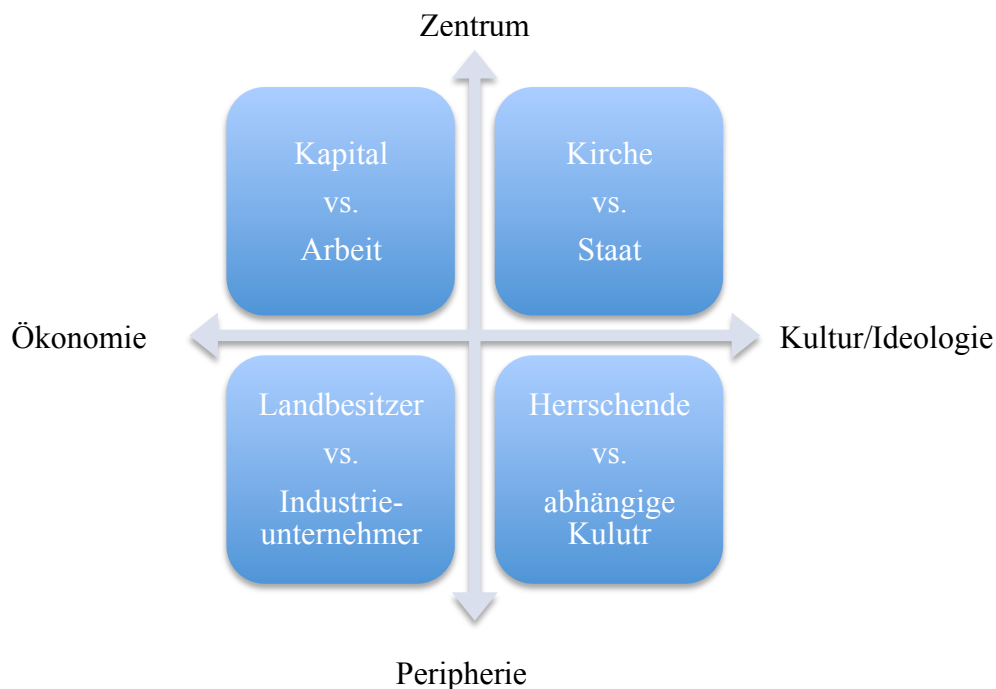 Zentrum
Kapital
vs.
Arbeit
Kirche
vs.
Staat
Ökonomie
Kultur/Ideologie
Landbesitzer
vs.
Industrie-
unternehmer
Herrschende
vs.
abhängige
Kulutr
Peripherie